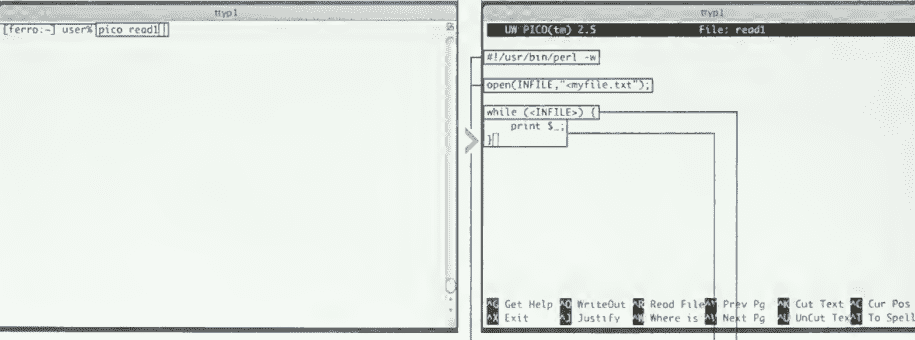 ttyp1
[ferro:~] user% pico read1
ttyp1
UW PICO(tm) 2.5 File: read1
#!/usr/bin/perl -w
open(INFILE,"<myfile.txt");
while (<INFILE>) {
print $_;
}
^G Get Help ^O WriteOut ^R Read File ^Y Prev Pg ^K Cut Text ^C Cur Pos
^X Exit ^J Justify ^W Where is ^V Next Pg ^U UnCut Tex ^T To Spell